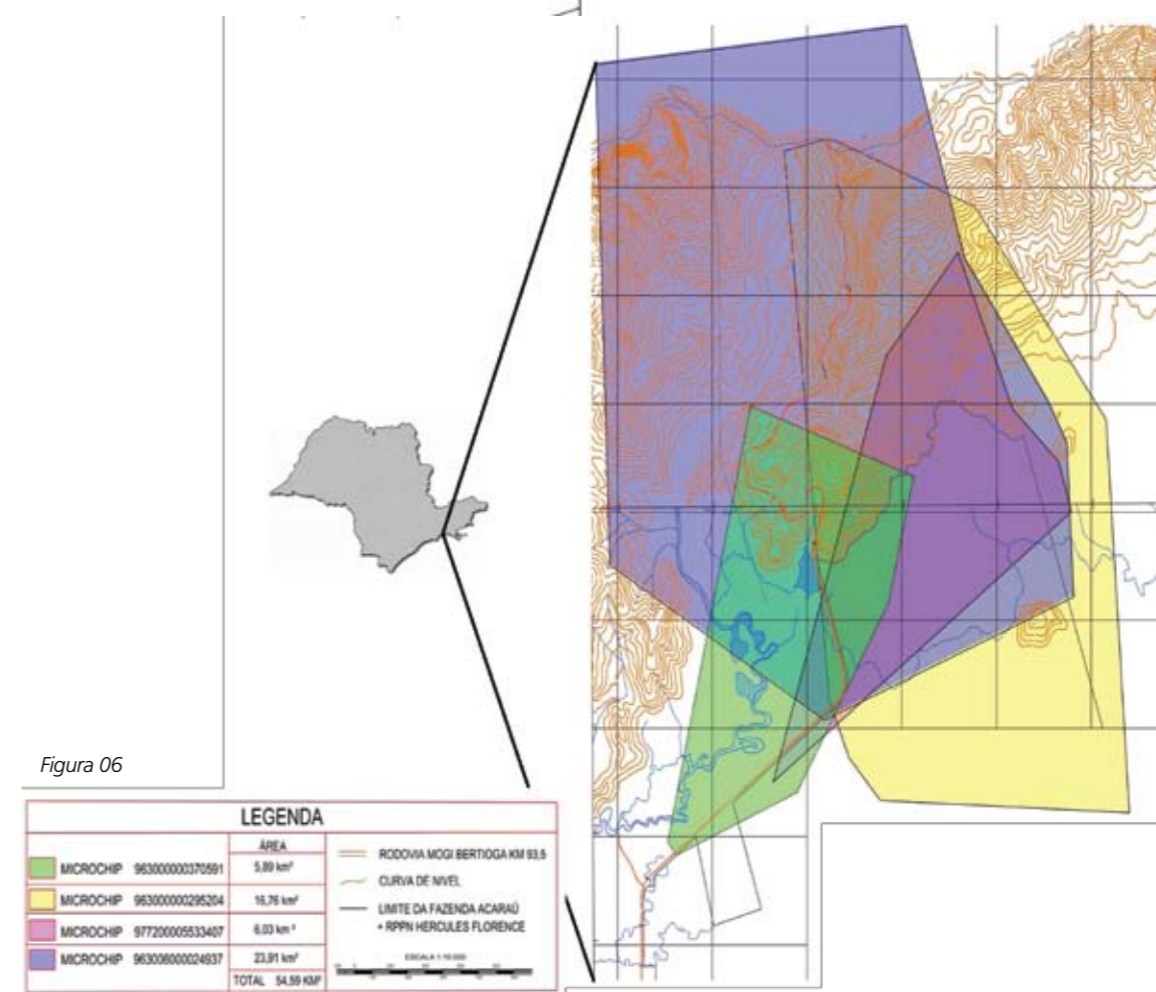 Figura 06
LEGENDA
ÁREA
MICROCHIP 963000000370591 5,89 km²
MICROCHIP 963000000295204 16,76 km²
MICROCHIP 977200005533407 6.03 km²
MICROCHIP 963006000024937 23,91 km²
TOTAL 54,59 KM²
RODOVIA MOGI BERTIOGA KM 93,5
CURVA DE NIVEL
LIMITE DA FAZENDA ACARAÚ
+ RPPN HERCULES FLORENCE
ESCALA 1:10.000